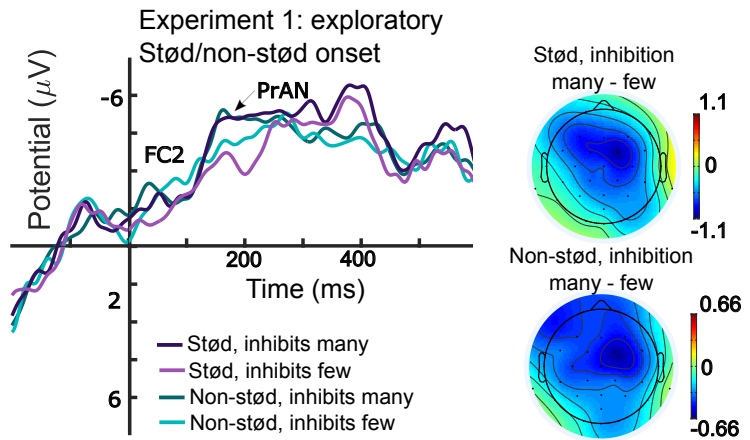 Experiment 1: exploratory
Stød/non-stød onset
Potential (µV)
-6
PrAN
FC2
200
400
Time (ms)
2
6
Stød, inhibits many
Stød, inhibits few
Non-stød, inhibits many
Non-stød, inhibits few
Stød, inhibition
many - few
1.1
0
-1.1
Non-stød, inhibition
many - few
0.66
0
-0.66